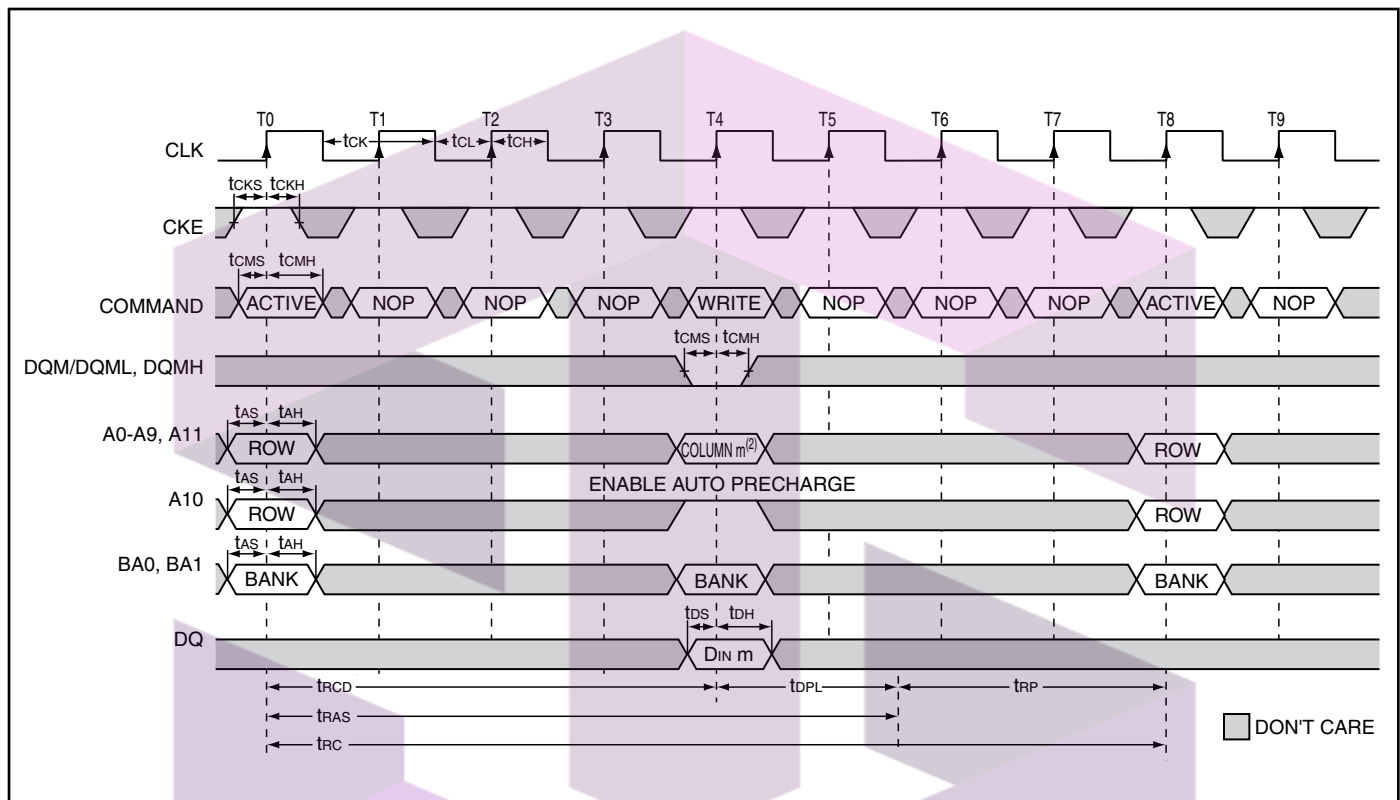 T0 T1 T2 T3 T4 T5 T6 T7 T8 T9
CLK
tCK tCL tCH
tCKS tCKH
CKE
tCMS tCMH
COMMAND ACTIVE NOP NOP NOP WRITE NOP NOP NOP ACTIVE NOP
tCMS tCMH
DQM/DQML, DQMH
tAS tAH
A0-A9, A11 ROW COLUMN m(2) ROW
tAS tAH
ENABLE AUTO PRECHARGE
A10 ROW ROW
tAS tAH
BA0, BA1 BANK BANK BANK
tDS tDH
DQ DIN m
tRCD tDPL tRP
tRAS
tRC
DON'T CARE